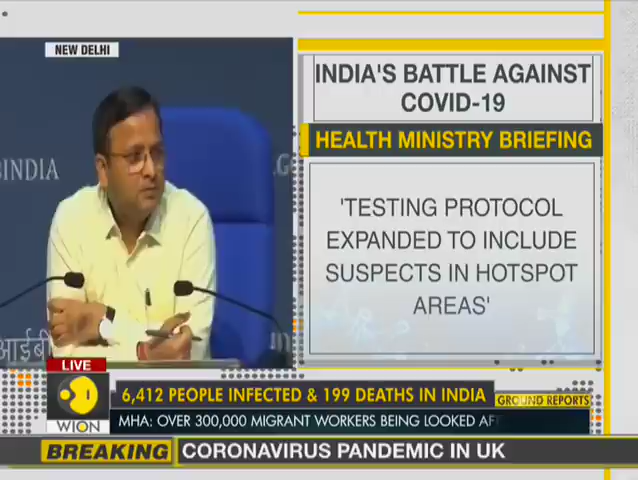 NEW DELHI
INDIA'S BATTLE AGAINST
COVID-19
HEALTH MINISTRY BRIEFING
'TESTING PROTOCOL
EXPANDED TO INCLUDE
SUSPECTS IN HOTSPOT
AREAS'
INDIA
LIVE
WION
6,412 PEOPLE INFECTED & 199 DEATHS IN INDIA
GROUND REPORTS
MHA: OVER 300,000 MIGRANT WORKERS BEING LOOKED AF
BREAKING
CORONAVIRUS PANDEMIC IN UK